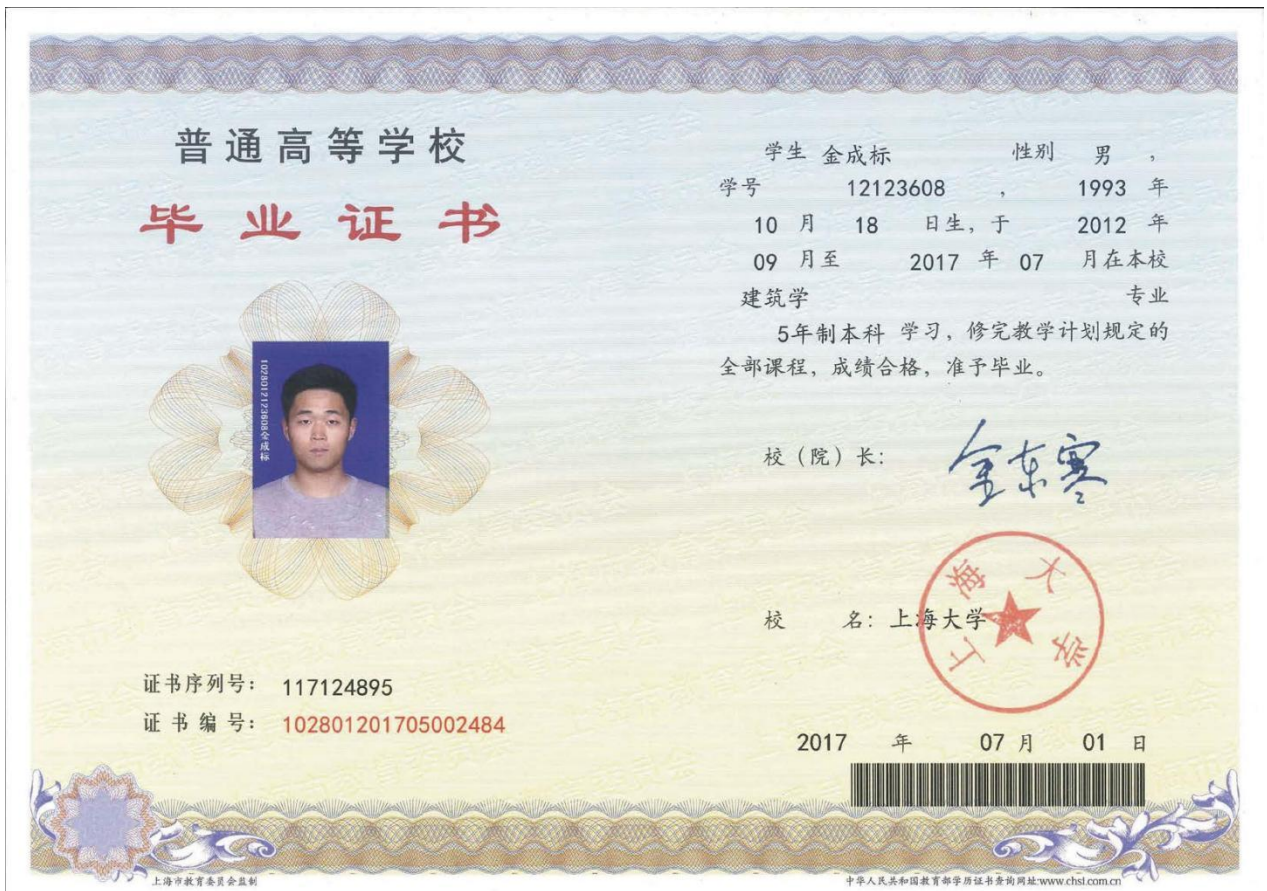 普通高等学校
毕业证书
102801212123608金成标
证书序列号： 117124895
证书编号： 102801201705002484
上海市教育委员会监制
学生 金成标 性别 男 ，
学号 12123608 ， 1993 年
10 月 18 日生，于 2012 年
09 月至 2017 年 07 月在本校
建筑学 专业
5年制本科 学习，修完教学计划规定的
全部课程，成绩合格，准予毕业。
校（院）长： 金东寒
校 名：上海大学
上海大学
2017 年 07 月 01 日
中华人民共和国教育部学历证书查询网址:www.chsi.com.cn